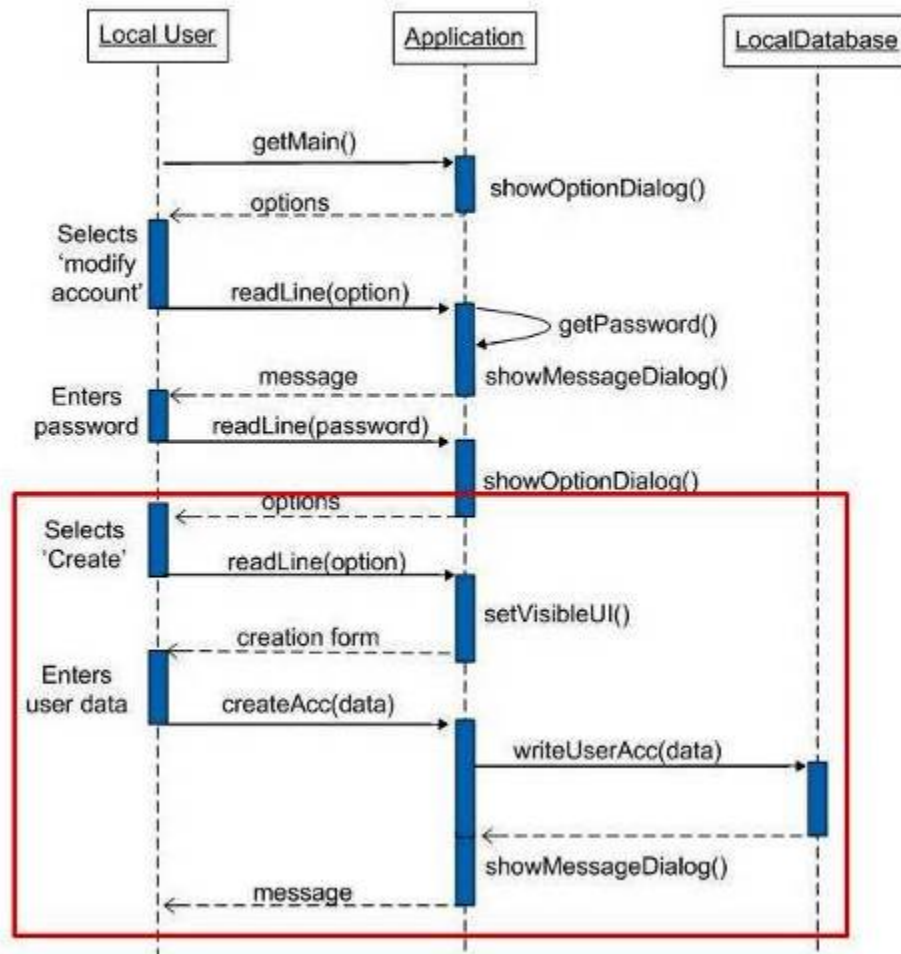 Local User
Application
LocalDatabase
getMain()
showOptionDialog()
options
Selects
‘modify
account’
readLine(option)
getPassword()
message
showMessageDialog()
Enters
password
readLine(password)
showOptionDialog()
options
Selects
‘Create’
readLine(option)
setVisibleUI()
creation form
Enters
user data
createAcc(data)
writeUserAcc(data)
showMessageDialog()
message